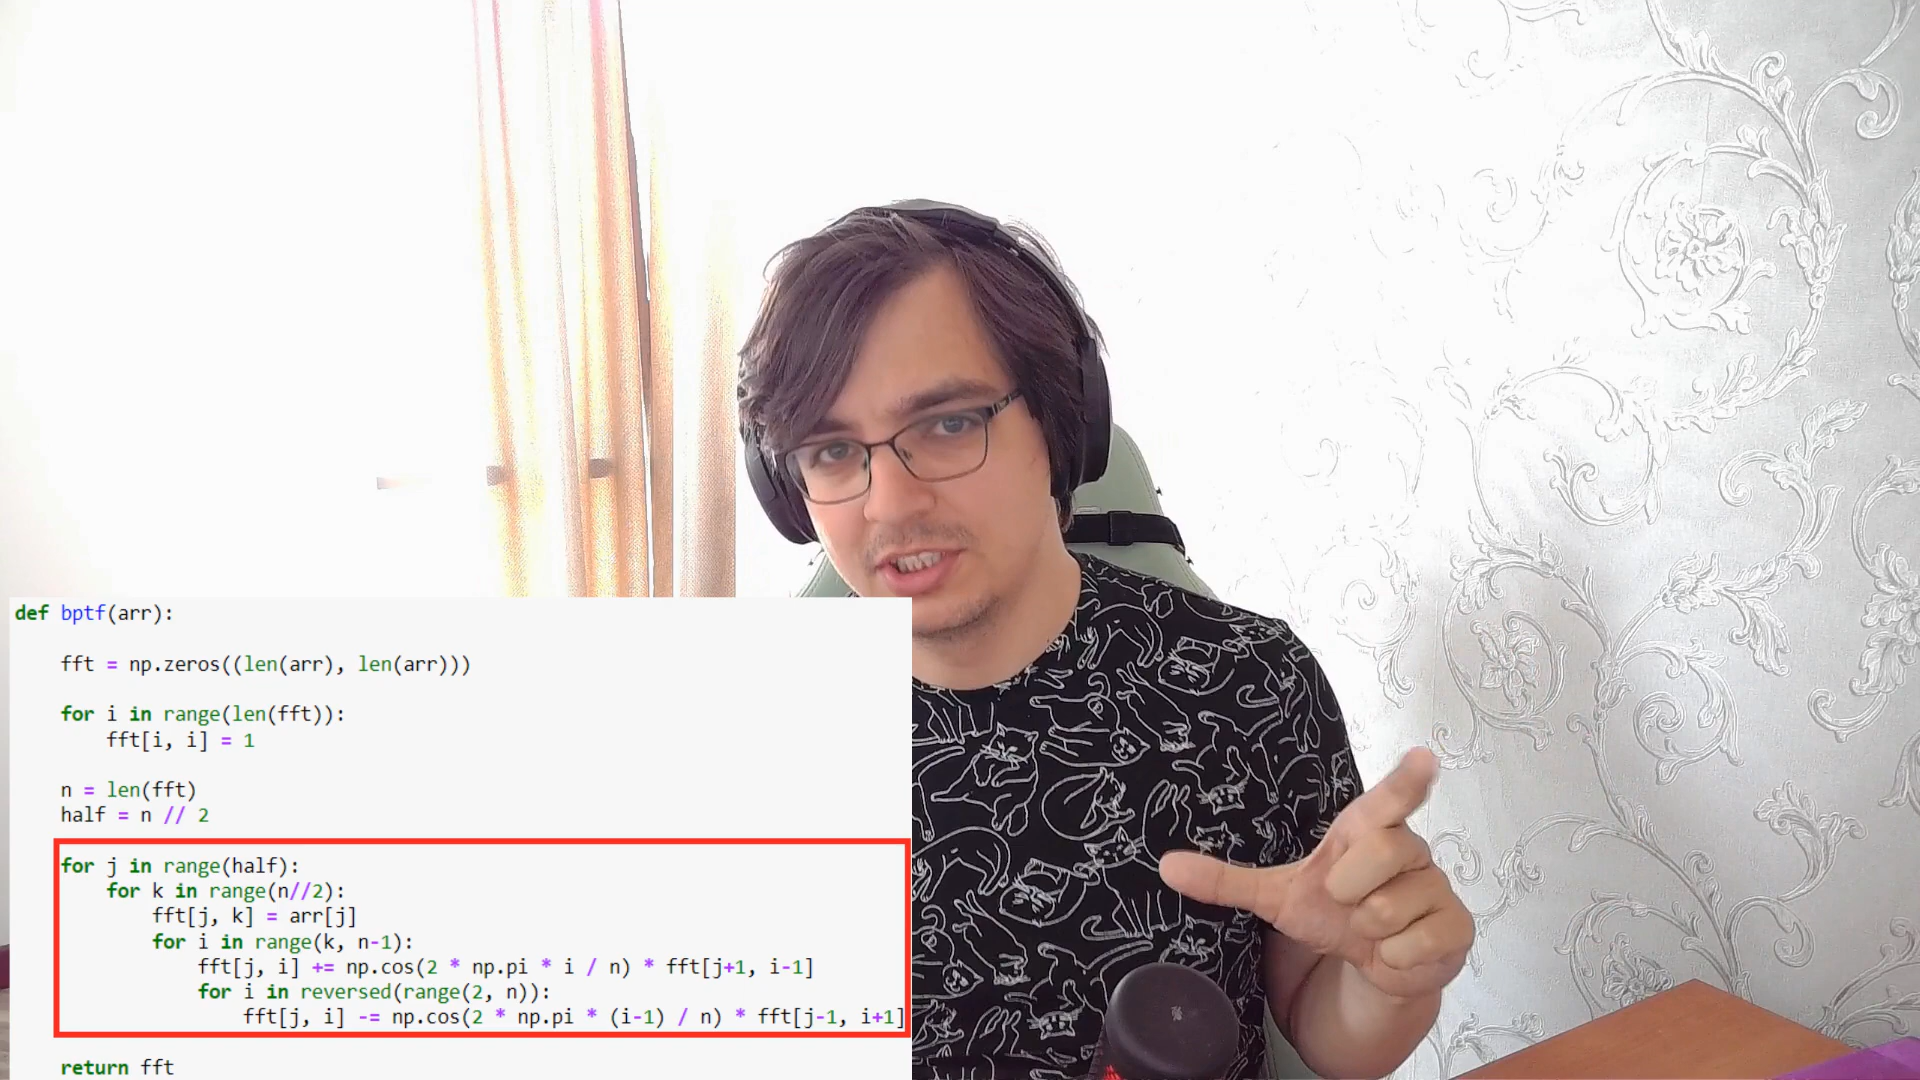 def bptf(arr):
fft = np.zeros((len(arr), len(arr)))
for i in range(len(fft)):
fft[i, i] = 1
n = len(fft)
half = n // 2
for j in range(half):
for k in range(n//2):
fft[j, k] = arr[j]
for i in range(k, n-1):
fft[j, i] += np.cos(2 * np.pi * i / n) * fft[j+1, i-1]
for i in reversed(range(2, n)):
fft[j, i] -= np.cos(2 * np.pi * (i-1) / n) * fft[j-1, i+1]
return fft